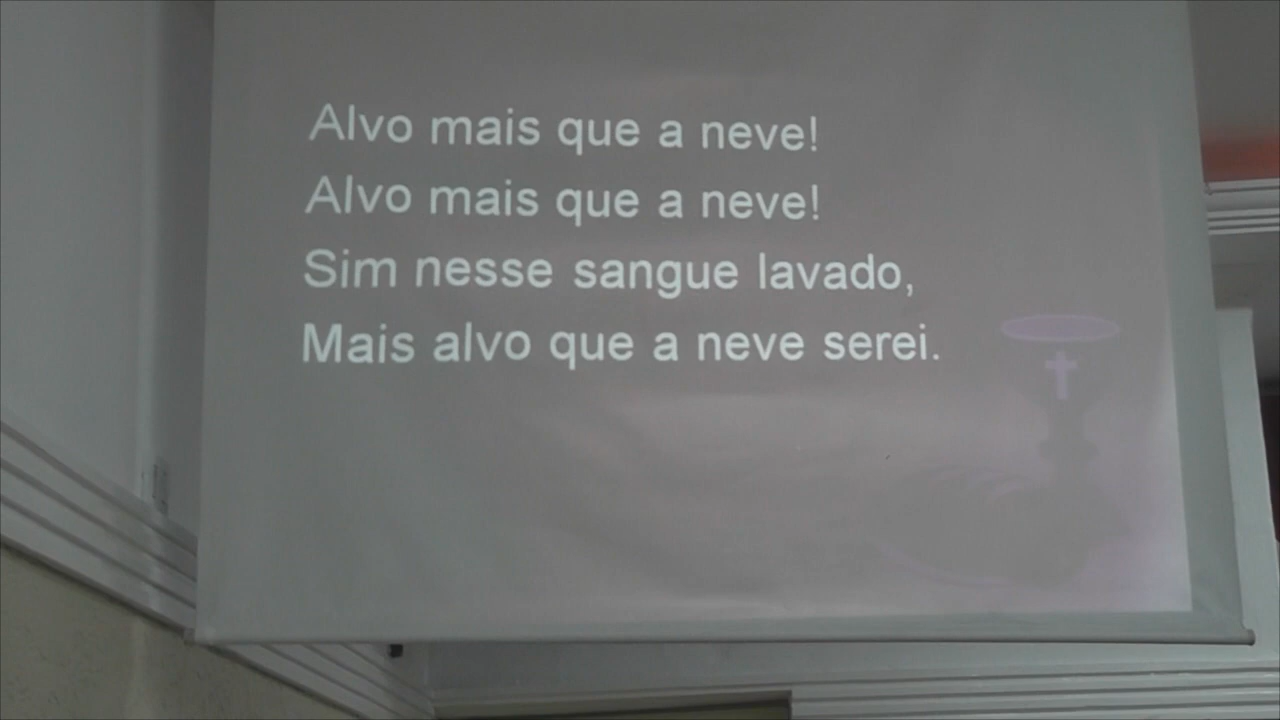 Alvo mais que a neve!
Alvo mais que a neve!
Sim nesse sangue lavado,
Mais alvo que a neve serei.